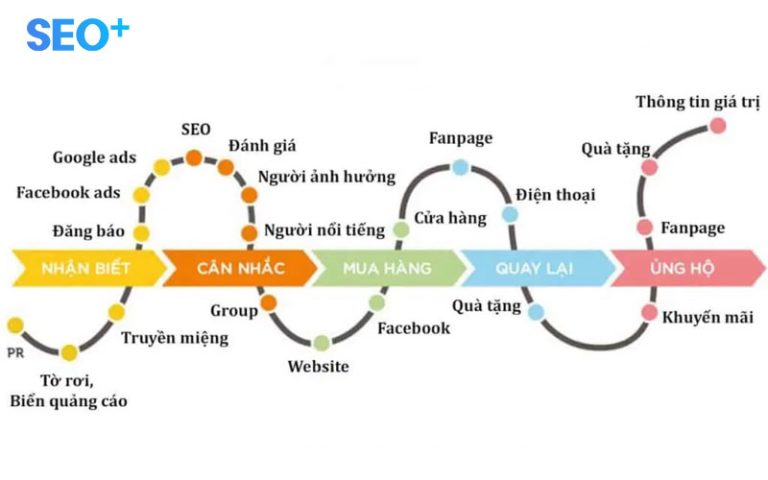 SEO+
Thông tin giá trị
SEO
Đánh giá
Fanpage
Google ads
Quà tặng
Người ảnh hưởng
Facebook ads
Điện thoại
Cửa hàng
Đăng báo
Người nổi tiếng
Fanpage
NHẬN BIẾT
CÂN NHẮC
MUA HÀNG
QUAY LẠI
ỦNG HỘ
Group
Quà tặng
Khuyến mãi
Facebook
Truyền miệng
PR
Website
Tờ rơi,
Biển quảng cáo